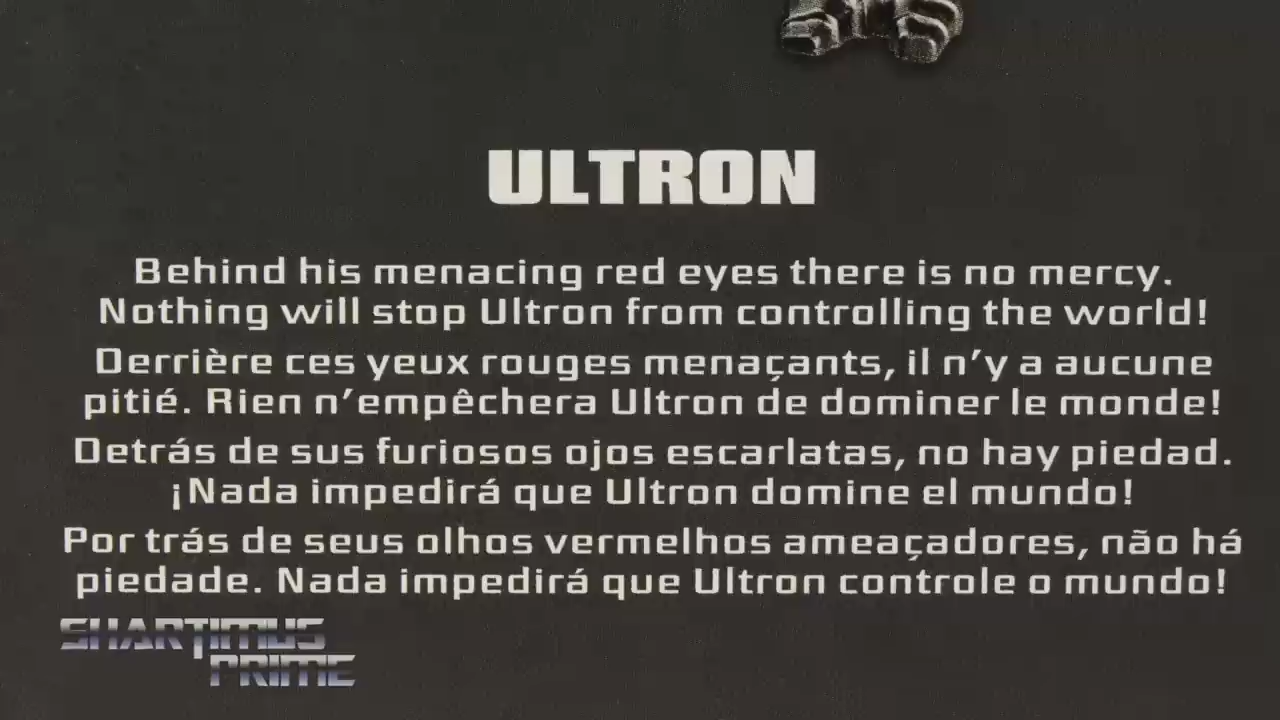 ULTRON
Behind his menacing red eyes there is no mercy.
Nothing will stop Ultron from controlling the world!
Derrière ces yeux rouges menaçants, il n'y a aucune
pitié. Rien n'empêchera Ultron de dominer le monde!
Detrás de sus furiosos ojos escarlatas, no hay piedad.
¡Nada impedirá que Ultron domine el mundo!
Por trás de seus olhos vermelhos ameaçadores, não há
piedade. Nada impedirá que Ultron controle o mundo!
SHARTIMUS
PRIME